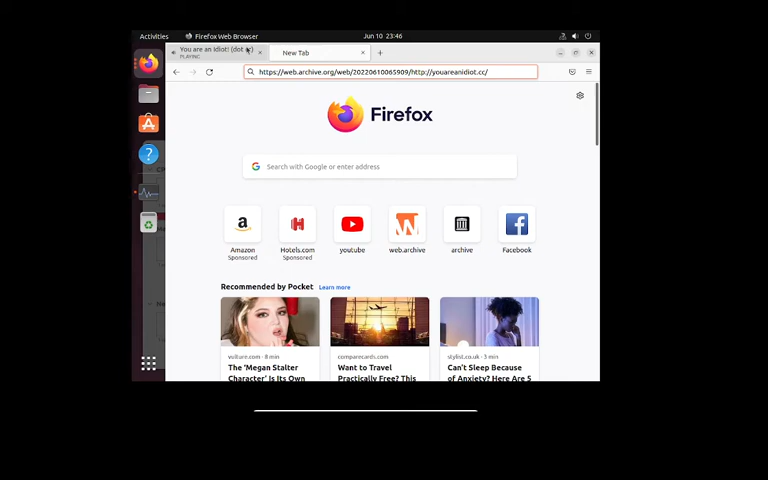 Activities
Firefox Web Browser
Jun 10 23:46
You are an idiot! (dot cc)
PLAYING
New Tab
https://web.archive.org/web/20220610065909/http://youareanidiot.cc/
Firefox
Search with Google or enter address
Amazon
Sponsored
Hotels.com
Sponsored
youtube
web.archive
archive
Facebook
Recommended by Pocket
Learn more
vulture.com · 8 min
The 'Megan Stalter
Character' Is Its Own
comparecards.com
Want to Travel
Practically Free? This
stylist.co.uk · 3 min
Can't Sleep Because
of Anxiety? Here Are 5